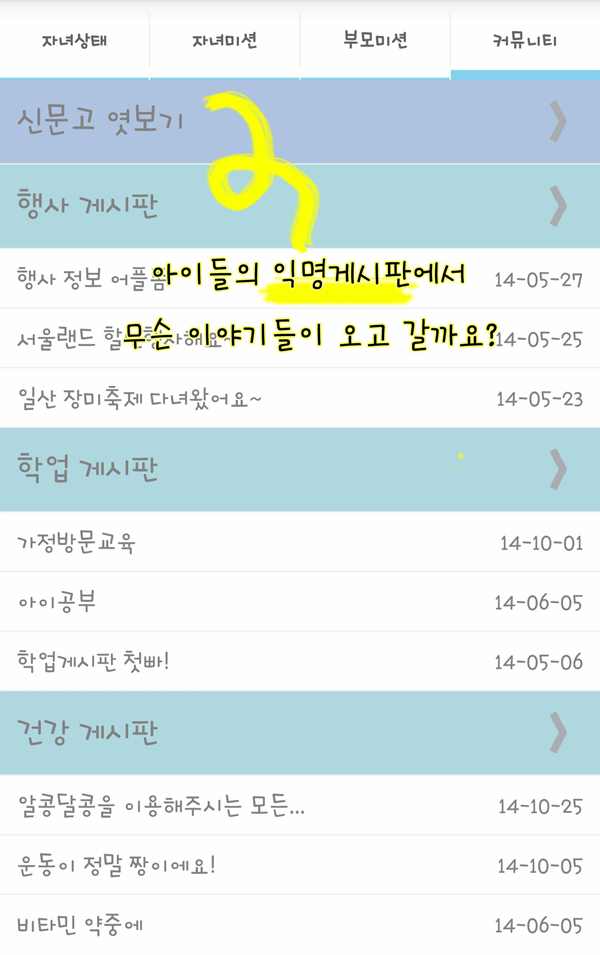 자녀상태 자녀미션 부모미션 커뮤니티
신문고 엿보기
행사 게시판
행사 정보 어플 14-05-27
아이들의 익명게시판에서
서울랜드 할 해요~ 14-05-25
무슨 이야기들이 오고 갈까요?
일산 장미축제 다녀왔어요~ 14-05-23
학업 게시판
가정방문교육 14-10-01
아이공부 14-06-05
학업게시판 첫빠! 14-05-06
건강 게시판
알콩달콩을 이용해주시는 모든... 14-10-25
운동이 정말 짱이에요! 14-10-05
비타민 약중에 14-06-05